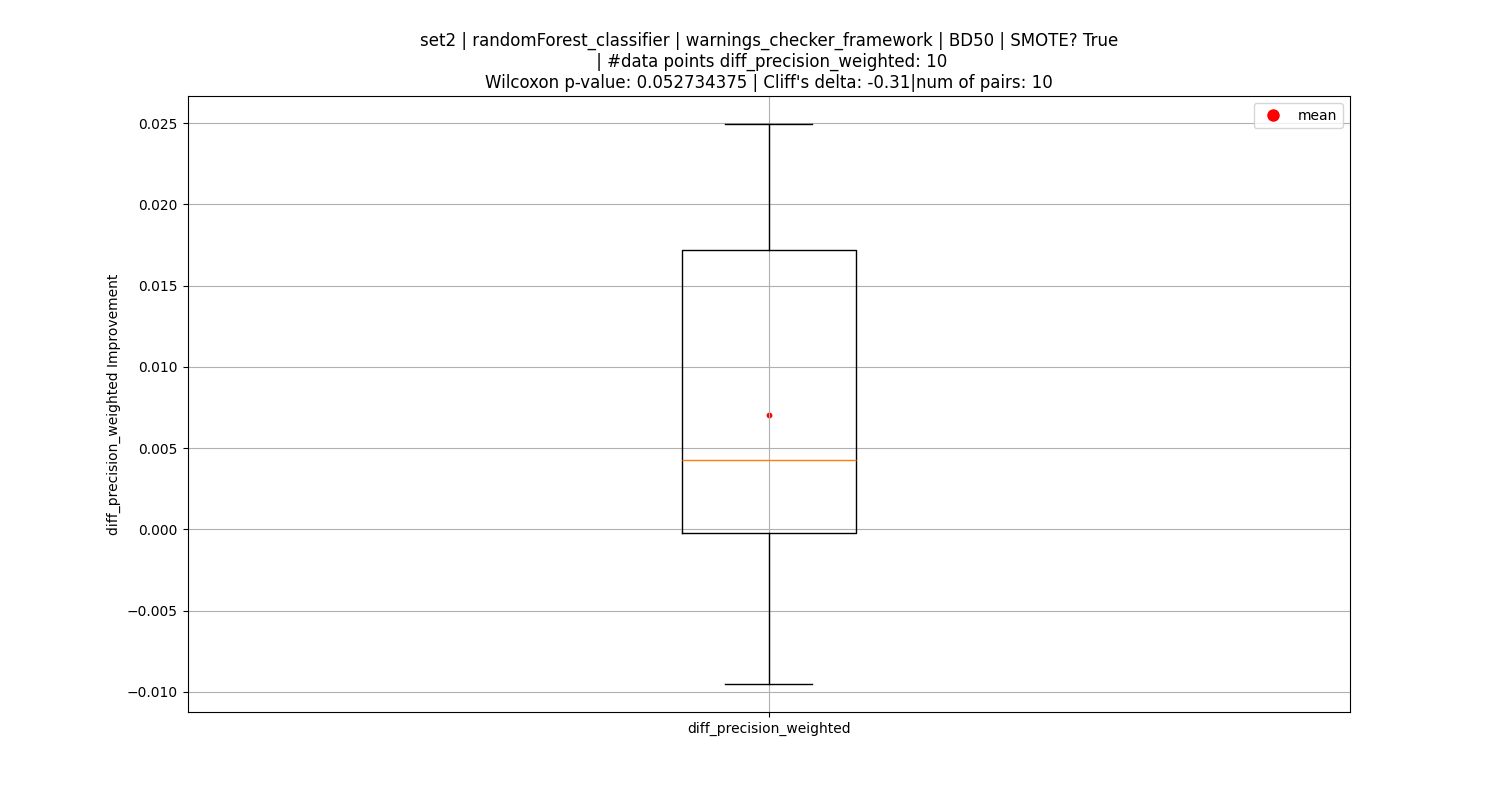 set2 | randomForest_classifier | warnings_checker_framework | BD50 | SMOTE? True
| #data points diff_precision_weighted: 10
Wilcoxon p-value: 0.052734375 | Cliff's delta: -0.31|num of pairs: 10
mean
0.025
0.020
0.015
0.010
0.005
0.000
−0.005
−0.010
diff_precision_weighted Improvement
diff_precision_weighted